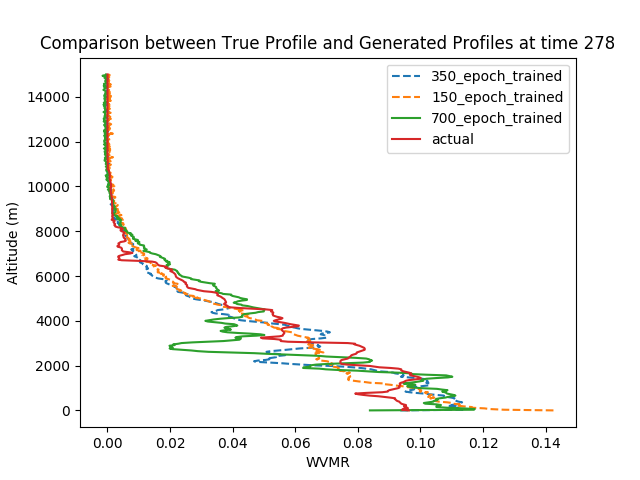 Comparison between True Profile and Generated Profiles at time 278
350_epoch_trained
150_epoch_trained
700_epoch_trained
actual
Altitude (m)
14000
12000
10000
8000
6000
4000
2000
0
0.00 0.02 0.04 0.06 0.08 0.10 0.12 0.14
WVMR